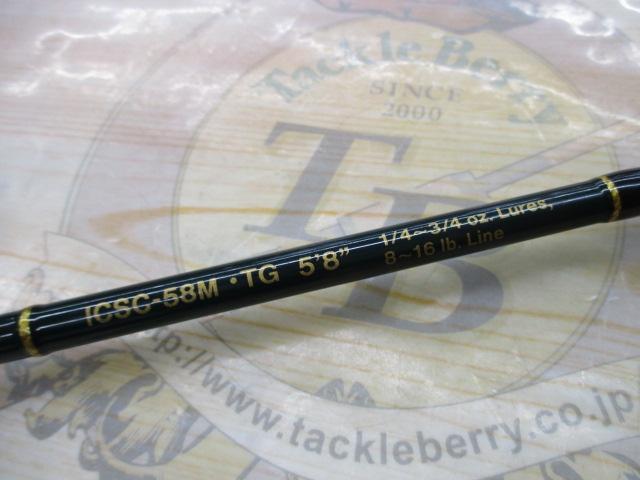 Tackle Berry
SINCE
2000
TB
ICSC-58M・TG 5'8" 1/4~3/4 oz. Lures,
8~16 lb. Line
http://www.tackleberry.co.jp